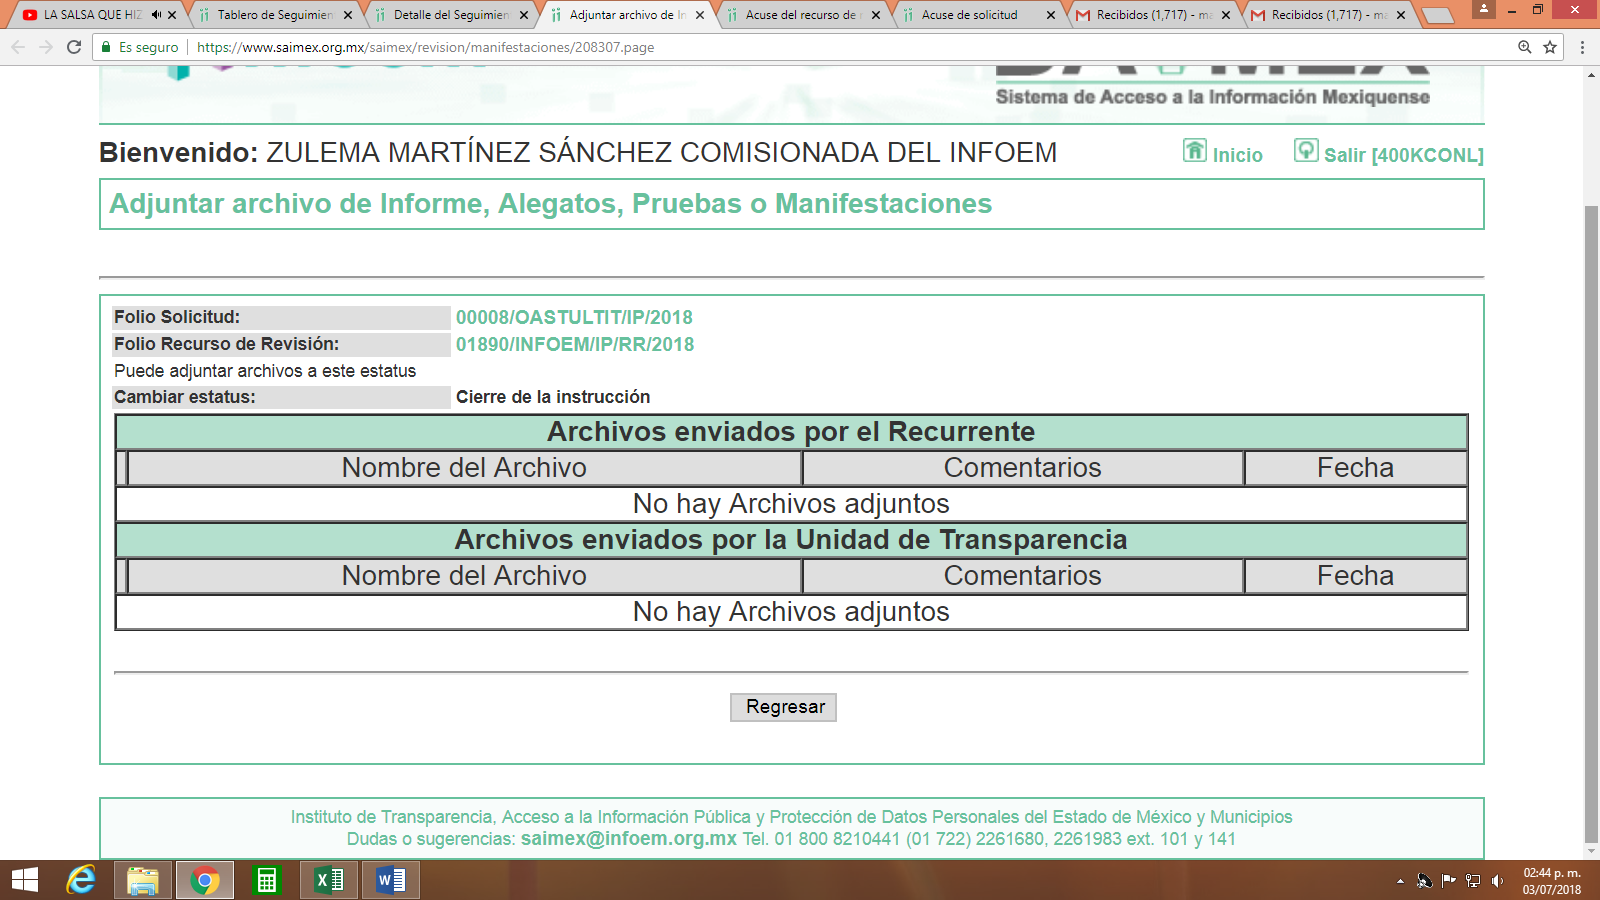 LA SALSA QUE HIZ
Tablero de Seguimien
Detalle del Seguimien
Adjuntar archivo de In
Acuse del recurso de
Acuse de solicitud
Recibidos (1,717) - ma
Recibidos (1,717) - ma
Es seguro https://www.saimex.org.mx/saimex/revision/manifestaciones/208307.page
Sistema de Acceso a la Información Mexiquense
Bienvenido: ZULEMA MARTÍNEZ SÁNCHEZ COMISIONADA DEL INFOEM
Inicio Salir [400KCONL]
Adjuntar archivo de Informe, Alegatos, Pruebas o Manifestaciones
Folio Solicitud: 00008/OASTULTIT/IP/2018
Folio Recurso de Revisión: 01890/INFOEM/IP/RR/2018
Puede adjuntar archivos a este estatus
Cambiar estatus: Cierre de la instrucción
Archivos enviados por el Recurrente
Nombre del Archivo Comentarios Fecha
No hay Archivos adjuntos
Archivos enviados por la Unidad de Transparencia
Nombre del Archivo Comentarios Fecha
No hay Archivos adjuntos
Regresar
Instituto de Transparencia, Acceso a la Información Pública y Protección de Datos Personales del Estado de México y Municipios
Dudas o sugerencias: saimex@infoem.org.mx Tel. 01 800 8210441 (01 722) 2261680, 2261983 ext. 101 y 141
02:44 p. m.
03/07/2018